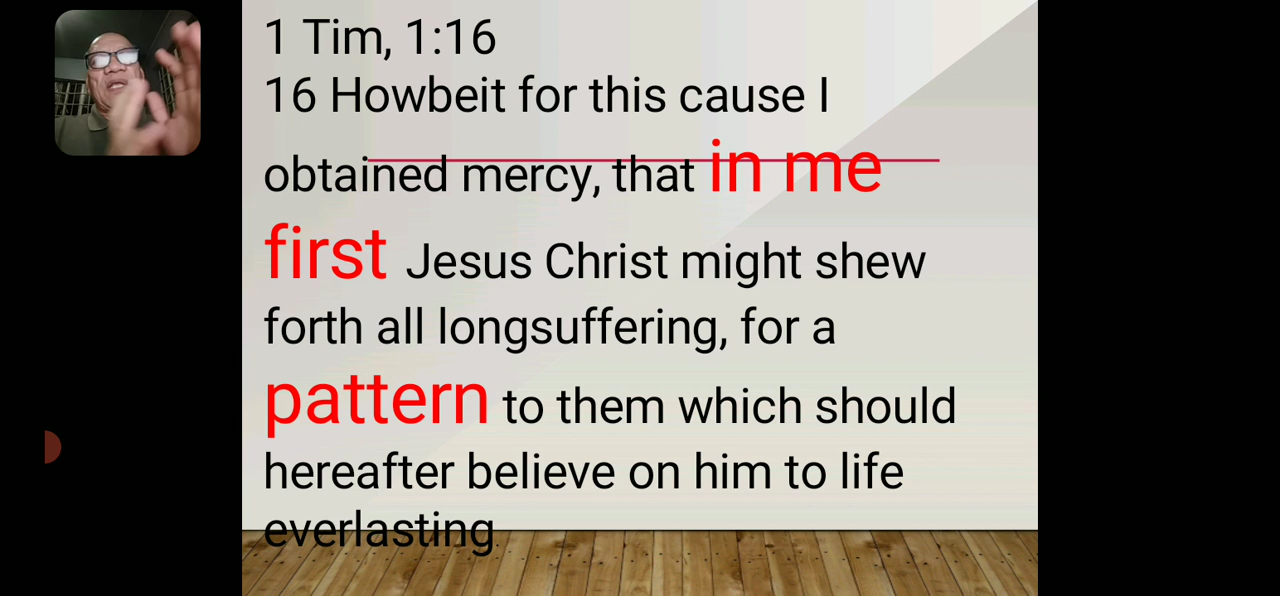 1 Tim, 1:16
16 Howbeit for this cause I
obtained mercy, that in me
first Jesus Christ might shew
forth all longsuffering, for a
pattern to them which should
hereafter believe on him to life
everlasting